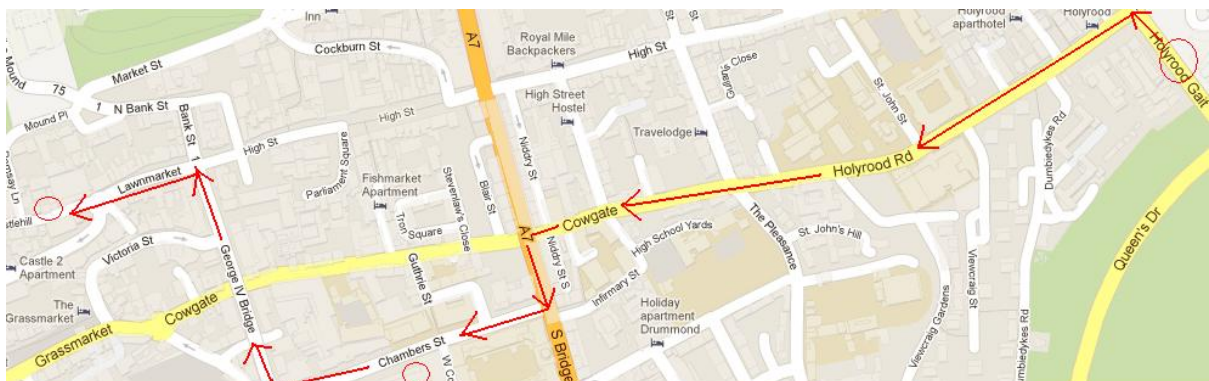 Inn
Cockburn St
A7
Royal Mile
Backpackers
High St
Close
Gullan's
Holyrood
aparthotel
Holyrood
Holyrood Gait
Mound
75
1
Market St
Mound Pl
N Bank St
Bank St
1
High St
High Street
Hostel
Travelodge
St. John St
Dumbiedykes Rd
Ramsay Ln
Lawnmarket
High St
Parliament Square
Fishmarket
Apartment
Stevenlaw's Close
Blair St
Niddry St
Holyrood Rd
Castle 2
Apartment
Victoria St
George IV Bridge
Tron
Square
Guthrie St
A7
Cowgate
Niddry St S
High School Yards
The Pleasance
St. John's Hill
Viewcraig St
Queen's Dr
The
Grassmarket
Cowgate
Infirmary St
Holiday
apartment
Drummond
Viewcraig Gardens
Dumbiedykes Rd
Grassmarket
Chambers St
S Bridge